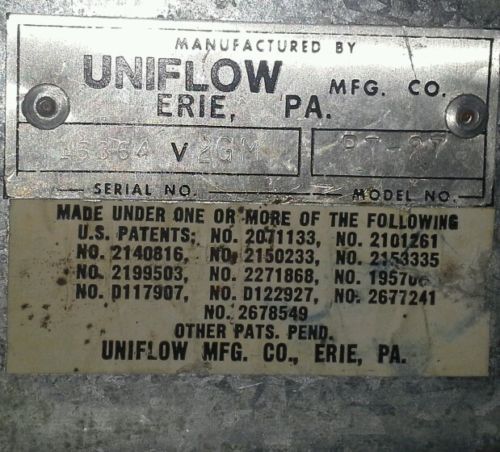 MANUFACTURED BY
UNIFLOW MFG. CO.
ERIE, PA.
V
SERIAL NO. MODEL NO.
MADE UNDER ONE OR MORE OF THE FOLLOWING
U.S. PATENTS; NO. 2071133, NO. 2101261
NO. 2140816, NO. 2150233, NO. 2153335
NO. 2199503, NO. 2271868, NO.
NO. D117907, NO. D122927, NO. 2677241
NO. 2678549
OTHER PATS. PEND.
UNIFLOW MFG. CO., ERIE, PA.